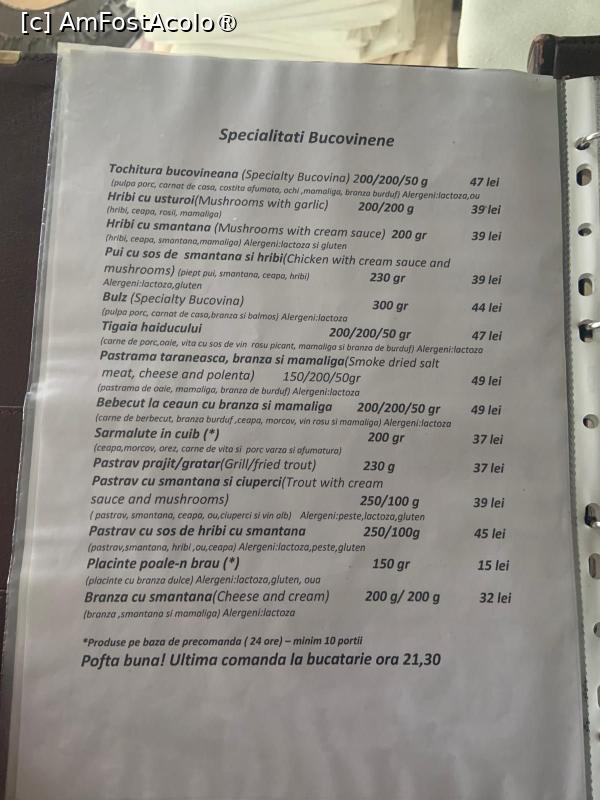 [c] AmFostAcolo®
Specialitati Bucovinene
Tochitura bucovineana (Specialty Bucovina) 200/200/50 g 47 lei
(pulpa porc, carnat de casa, costita afumata, ochi ,mamaliga, branza burduf) Alergeni:lactoza,ou
Hribi cu usturoi(Mushrooms with garlic) 200/200 g 39 lei
(hribi, ceapa, rosii, mamaliga)
Hribi cu smantana (Mushrooms with cream sauce) 200 gr 39 lei
(hribi, ceapa, smantana,mamaliga) Alergeni:lactoza si gluten
Pui cu sos de smantana si hribi(Chicken with cream sauce and
mushrooms) (piept pui, smantana, ceapa, hribi) 230 gr 39 lei
Alergeni:lactoza,gluten
Bulz (Specialty Bucovina) 300 gr 44 lei
(pulpa porc, carnat de casa,branza si balmos) Alergeni:lactoza
Tigaia haiducului 200/200/50 gr 47 lei
(carne de porc,oaie, vita cu sos de vin rosu picant, mamaliga si branza de burduf) Alergeni:lactoza
Pastrama taraneasca, branza si mamaliga(Smoke dried salt
meat, cheese and polenta) 150/200/50gr 49 lei
(pastrama de oaie, mamaliga, branza de burduf) Alergeni:lactoza
Bebecut la ceaun cu branza si mamaliga 200/200/50 gr 49 lei
(carne de berbecut, branza burduf ,ceapa, morcov, vin rosu si mamaliga) Alergeni:lactoza
Sarmalute in cuib (*) 200 gr 37 lei
(ceapa,morcov, orez, carne de vita si porc varza si afumatura)
Pastrav prajit/gratar(Grill/fried trout) 230 g 37 lei
Pastrav cu smantana si ciuperci(Trout with cream
sauce and mushrooms) 250/100 g 39 lei
( pastrav, smantana, ceapa, ou,ciuperci si vin alb) Alergeni:peste,lactoza,gluten
Pastrav cu sos de hribi cu smantana 250/100g 45 lei
(pastrav,smantana, hribi ,ou,ceapa) Alergeni:lactoza,peste,gluten
Placinte poale-n brau (*) 150 gr 15 lei
(placinte cu branza dulce) Alergeni:lactoza,gluten, oua
Branza cu smantana(Cheese and cream) 200 g/ 200 g 32 lei
(branza ,smantana si mamaliga) Alergeni:lactoza
*Produse pe baza de precomanda ( 24 ore) – minim 10 portii
Pofta buna! Ultima comanda la bucatarie ora 21,30